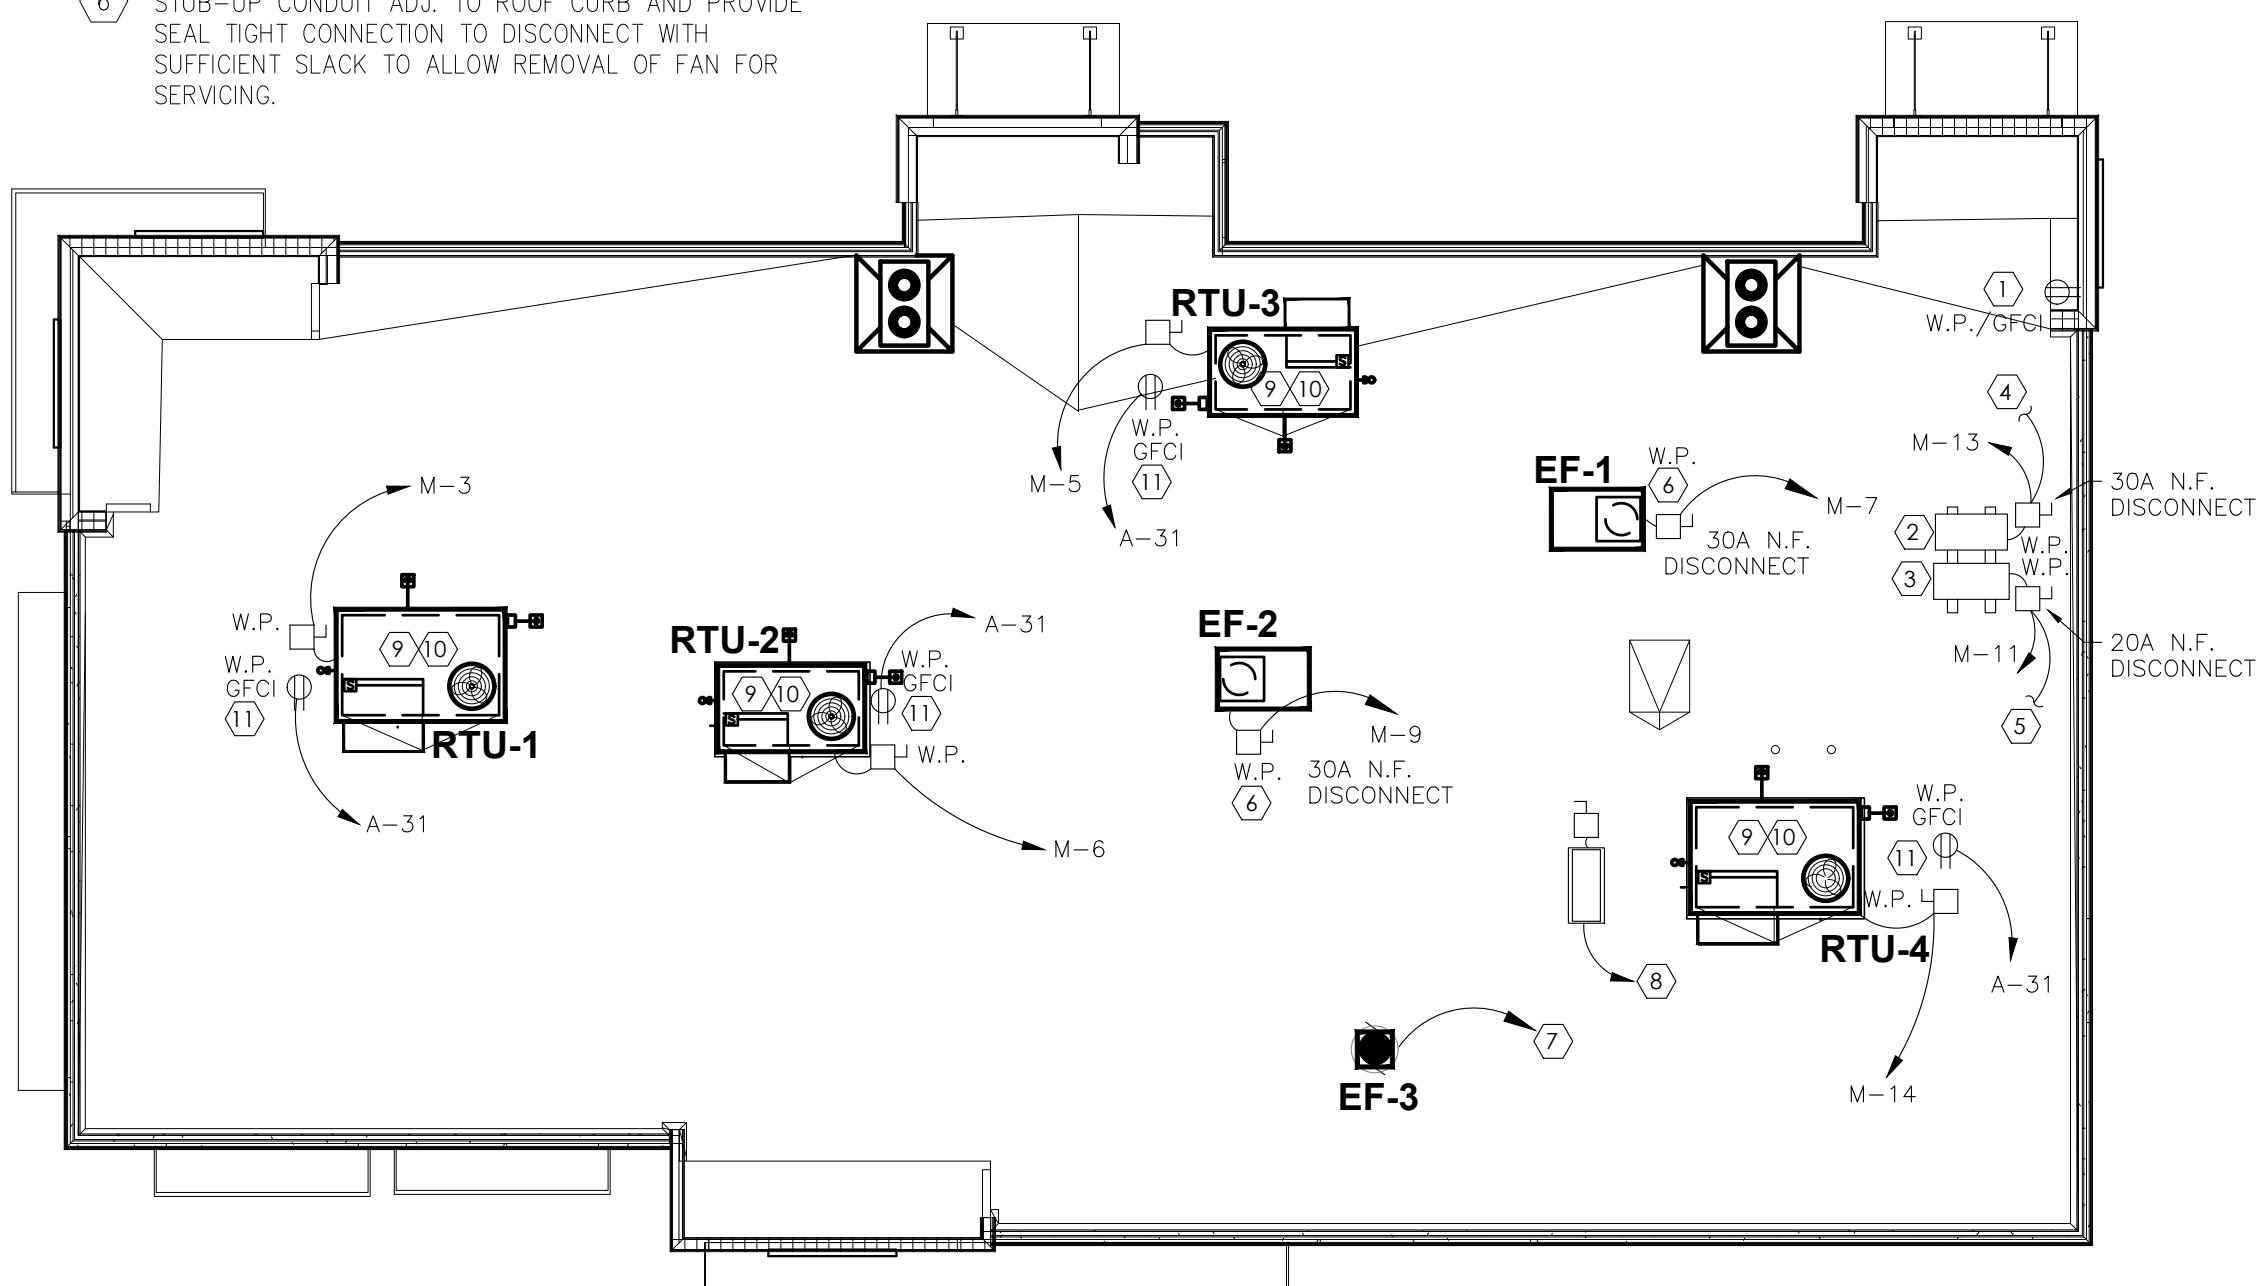 6 STUB-UP CONDUIT ADJ. TO ROOF CURB AND PROVIDE
SEAL TIGHT CONNECTION TO DISCONNECT WITH
SUFFICIENT SLACK TO ALLOW REMOVAL OF FAN FOR
SERVICING.
1
W.P./GFCI
RTU-3
S
9 10
W.P.
GFCI
11
M-5
A-31
4
M-13
30A N.F.
DISCONNECT
2
W.P.
W.P.
3
20A N.F.
DISCONNECT
M-11
5
EF-1
W.P.
6
M-7
30A N.F.
DISCONNECT
M-3
W.P.
W.P.
GFCI
11
9 10
S
RTU-1
A-31
RTU-2
9 10
S
A-31
W.P.
GFCI
11
W.P.
M-6
EF-2
M-9
W.P.
6
30A N.F.
DISCONNECT
9 10
S
W.P.
GFCI
11
W.P.
RTU-4
A-31
M-14
8
7
EF-3